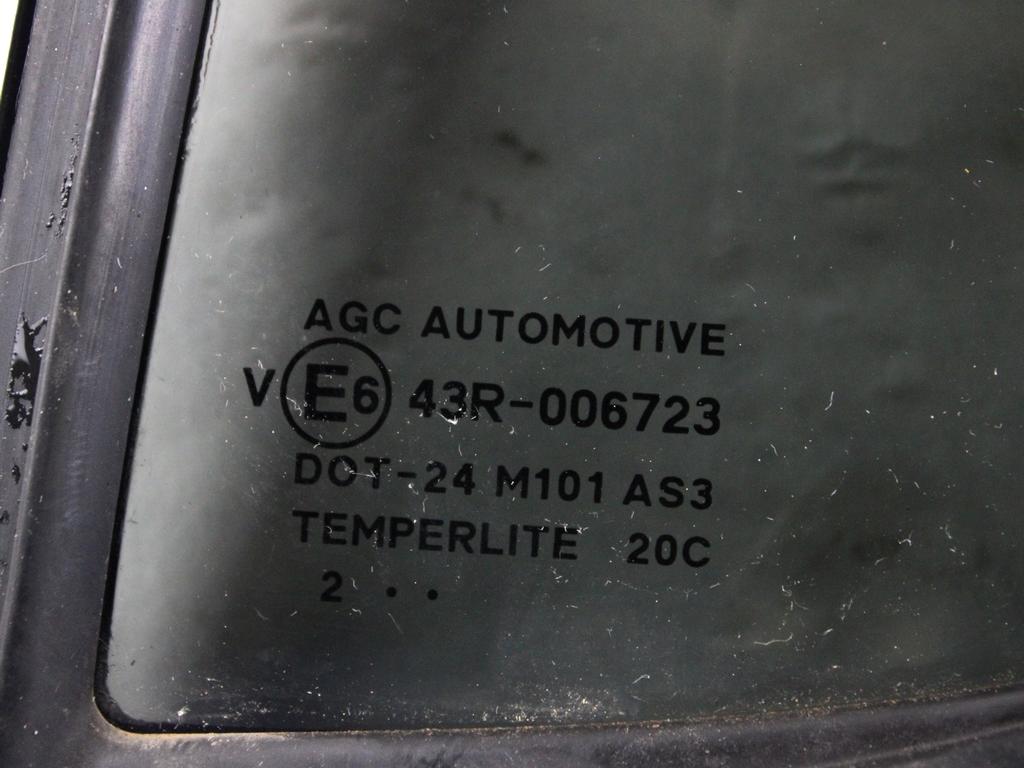 AGC AUTOMOTIVE
V E6 43R-006723
DOT-24 M101 AS3
TEMPERLITE 20C
2 . .